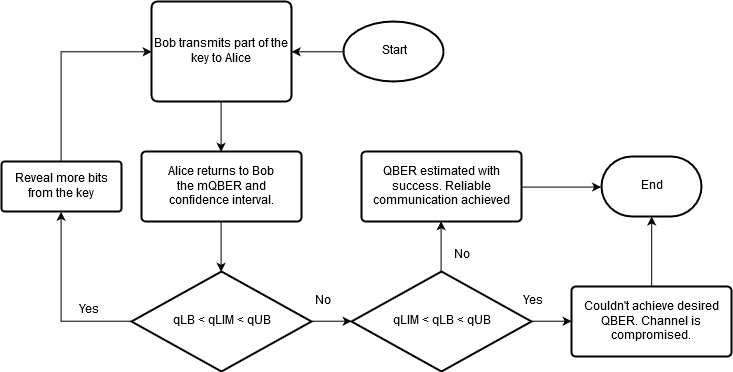 Bob transmits part of the
key to Alice
Start
Reveal more bits
from the key
Alice returns to Bob
the mQBER and
confidence interval.
QBER estimated with
success. Reliable
communication achieved
End
No
Yes
No
Yes
qLB < qLIM < qUB
qLIM < qLB < qUB
Couldn't achieve desired
QBER. Channel is
compromised.